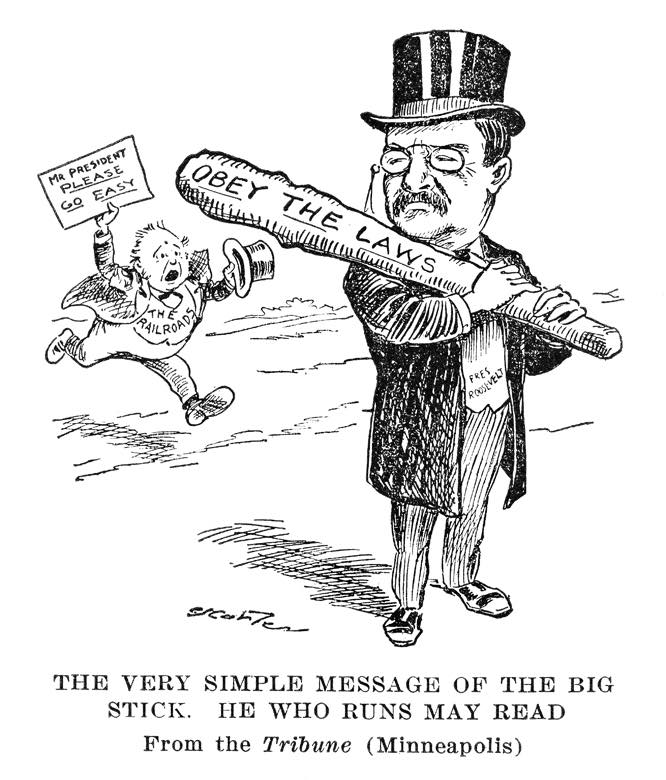 MR PRESIDENT
PLEASE
GO EASY
OBEY THE LAWS
THE
RAILROADS
PRES
ROOSEVELT
THE VERY SIMPLE MESSAGE OF THE BIG
STICK. HE WHO RUNS MAY READ
From the Tribune (Minneapolis)